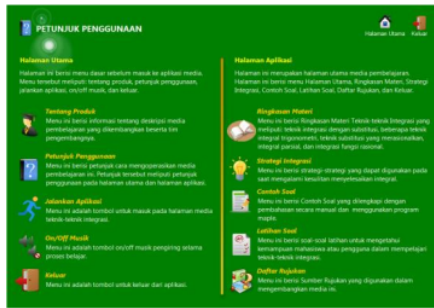 PETUNJUK PENGGUNAAN
Halaman Utama
Keluar
Halaman Utama
Halaman ini berisi menu dasar sebelum masuk ke aplikasi media.
Menu tersebut meliputi: tentang produk, petunjuk penggunaan,
jalankan aplikasi, on/off musik, dan keluar.
Tentang Produk
Menu ini berisi informasi tentang deskripsi media
pembelajaran yang dikembangkan beserta tim
pengembangnya.
Petunjuk Penggunaan
Menu ini berisi petunjuk cara mengoperasikan media
pembelajaran ini. Petunjuk tersebut meliputi petunjuk
penggunaan pada halaman utama dan halaman aplikasi.
Jalankan Aplikasi
Menu ini adalah tombol untuk masuk pada halaman media
teknik-teknik integrasi.
On/Off Musik
Menu ini adalah tombol on/off musik pengiring selama
proses belajar.
Keluar
Menu ini adalah tombol untuk keluar dari aplikasi.
Halaman Aplikasi
Halaman ini merupakan halaman utama media pembelajaran.
Halaman ini berisi menu Halaman Utama, Ringkasan Materi, Strategi
Integrasi, Contoh Soal, Latihan Soal, Daftar Rujukan, dan Keluar.
Ringkasan Materi
Menu ini berisi Ringkasan Materi Teknik-teknik Integrasi yang
meliputi: teknik integrasi dengan substitusi, beberapa teknik
integral trigonometri, teknik substitusi yang merasionalkan,
integral parsial, dan integrasi fungsi rasional.
Strategi Integrasi
Menu ini berisi strategi-strategi yang dapat digunakan pada
saat mengalami kesulitan menyelesaikan integral.
Contoh Soal
Menu ini berisi Contoh Soal yang dilengkapi dengan
pembahasan secara manual dan menggunakan program
maple.
Latihan Soal
Menu ini berisi soal-soal latihan untuk mengetahui
kemampuan mahasiswa atau pengguna dalam mempelajari
teknik-teknik integrasi.
Daftar Rujukan
Menu ini berisi Sumber Rujukan yang digunakan dalam
mengembangkan media ini.